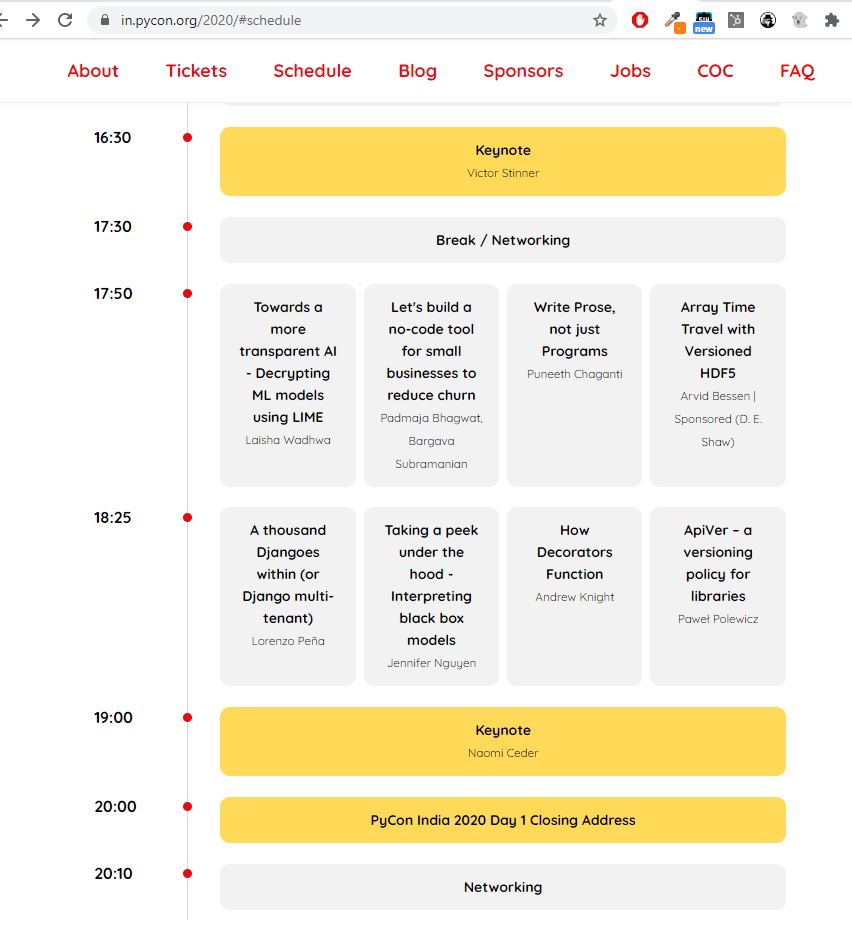 in.pycon.org/2020/#schedule
new
About Tickets Schedule Blog Sponsors Jobs COC FAQ
16:30
Keynote
Victor Stinner
17:30
Break / Networking
17:50
Towards a
more
transparent AI
- Decrypting
ML models
using LIME
Laisha Wadhwa
Let's build a
no-code tool
for small
businesses to
reduce churn
Padmaja Bhagwat,
Bargava
Subramanian
Write Prose,
not just
Programs
Puneeth Chaganti
Array Time
Travel with
Versioned
HDF5
Arvid Bessen |
Sponsored (D. E.
Shaw)
18:25
A thousand
Djangoes
within (or
Django multi-
tenant)
Lorenzo Peña
Taking a peek
under the
hood -
Interpreting
black box
models
Jennifer Nguyen
How
Decorators
Function
Andrew Knight
ApiVer – a
versioning
policy for
libraries
Paweł Polewicz
19:00
Keynote
Naomi Ceder
20:00
PyCon India 2020 Day 1 Closing Address
20:10
Networking